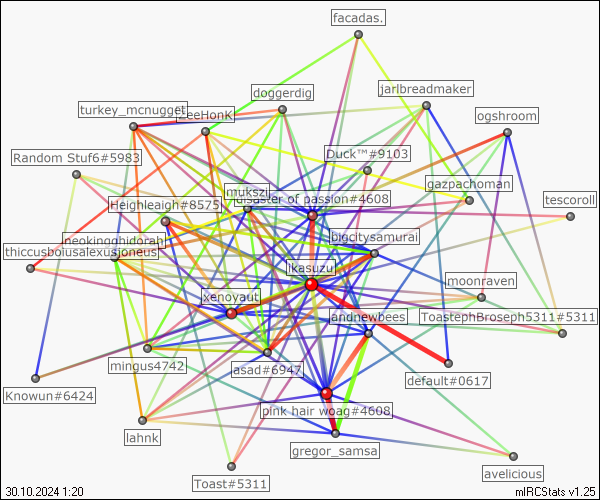 facadas.
doggerdig
jarlbreadmaker
turkey_mcnugget
ZeeHonK
ogshroom
Random Stuf6#5983
Duck™#9103
gazpachoman
mukszi
disaster of passion#4608
Heighleaigh#8575
tescoroll
bigcitysamurai
neokingghidorah
thiccusboiusalexusjoneus
ikasuzu
moonraven
xenoyaut
andrewbees
ToastephBroseph5311#5311
mingus4742
asad#6947
default#0617
Knowun#6424
pink hair woag#4608
lahnk
gregor_samsa
Toast#5311
avelicious
30.10.2024 1:20
mIRCStats v1.25